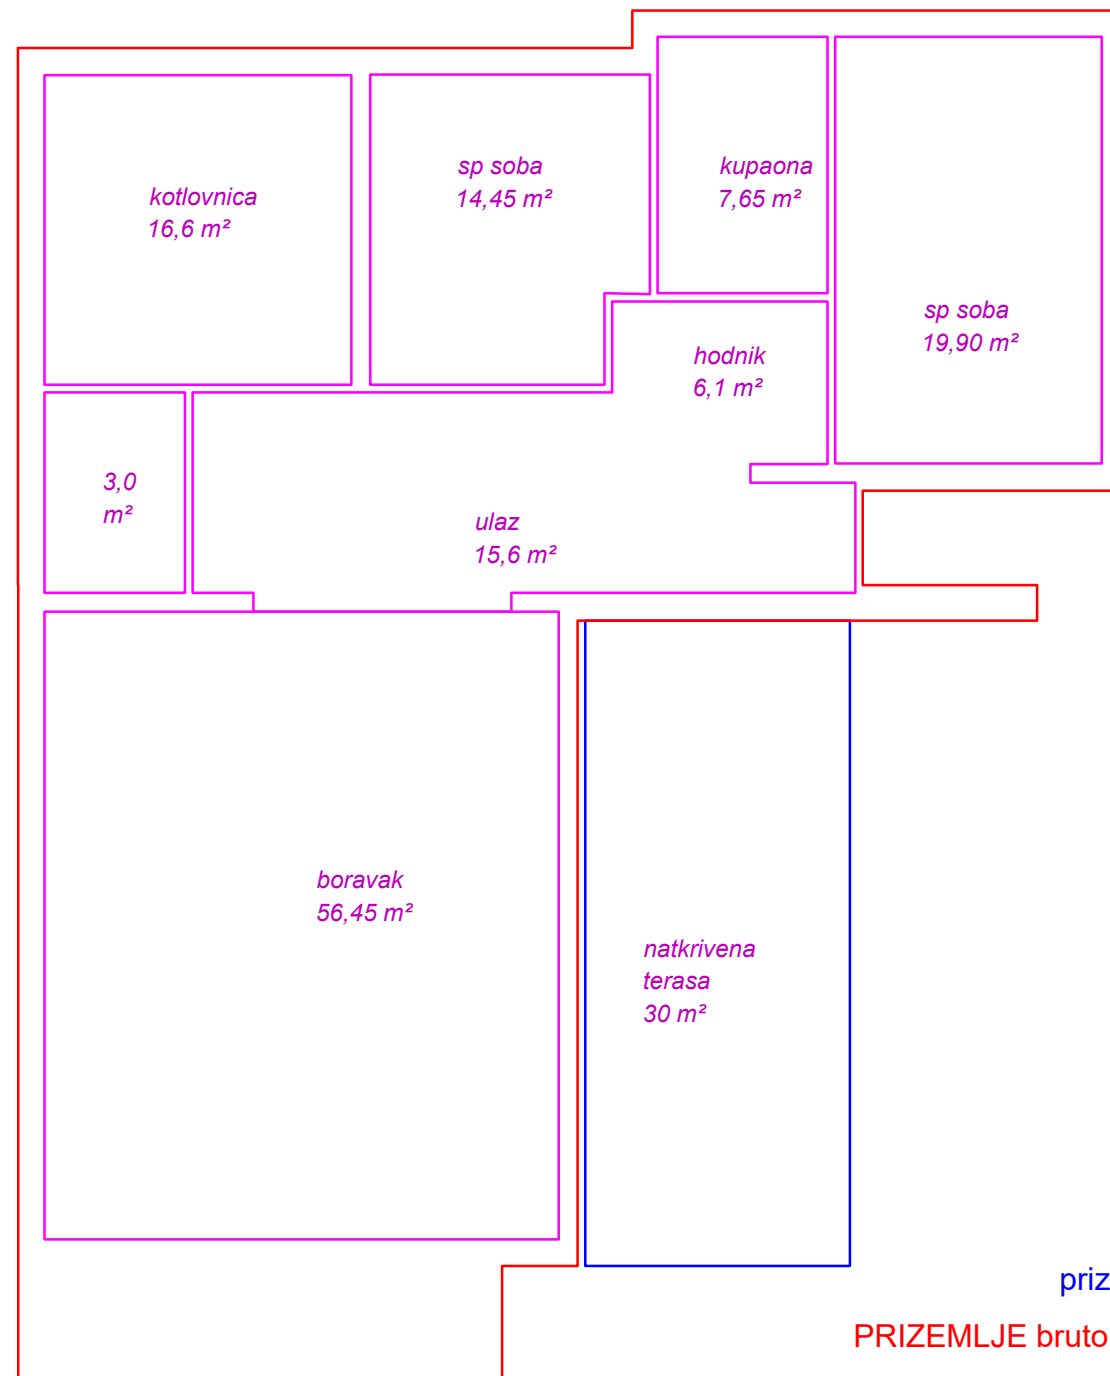 sp soba
14,45 m²
kupaona
7,65 m²
kotlovnica
16,6 m²
sp soba
19,90 m²
hodnik
6,1 m²
3,0
m²
ulaz
15,6 m²
boravak
56,45 m²
natkrivena
terasa
30 m²
priz
PRIZEMLJE bruto